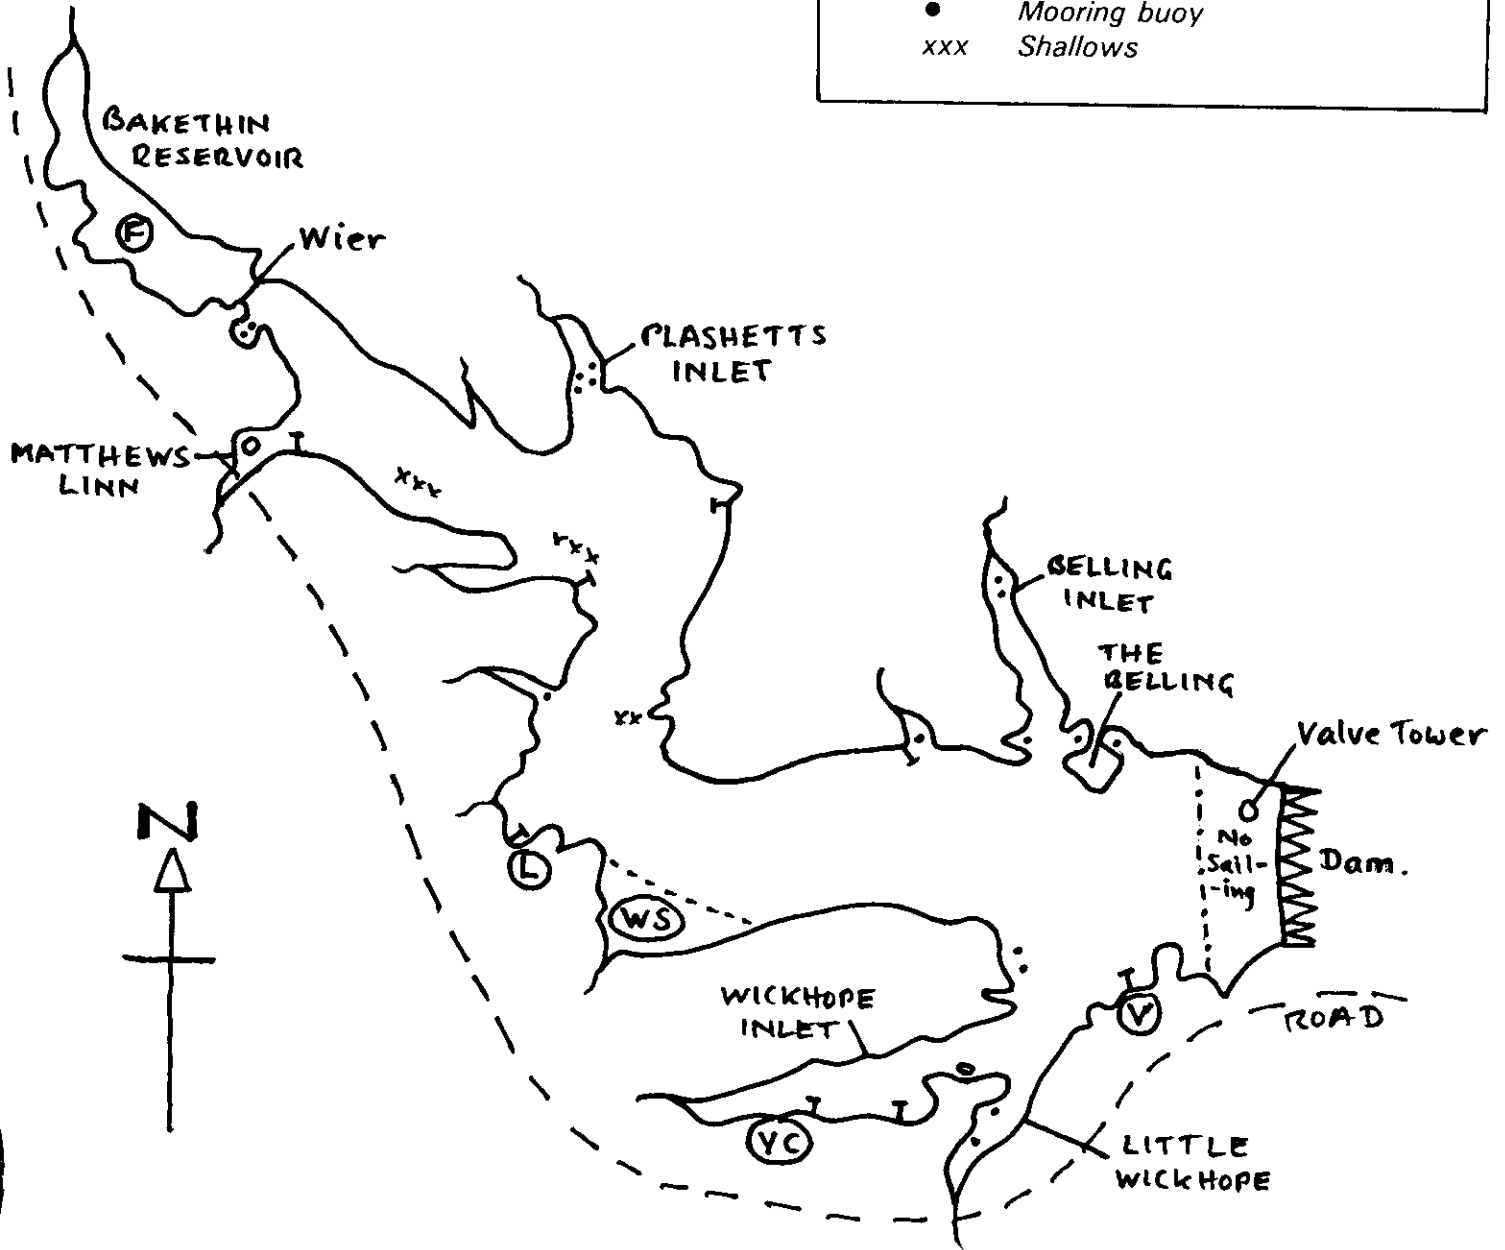 ● Mooring buoy
xxx Shallows
BAKETHIN
RESERVOIR
F
Wier
PLASHETTS
INLET
MATTHEWS
LINN
xxx
xxx
BELLING
INLET
THE
BELLING
xx
Valve Tower
N
No
Sail-
-ing
Dam.
L
WS
WICKHOPE
INLET
V
ROAD
YC
LITTLE
WICKHOPE